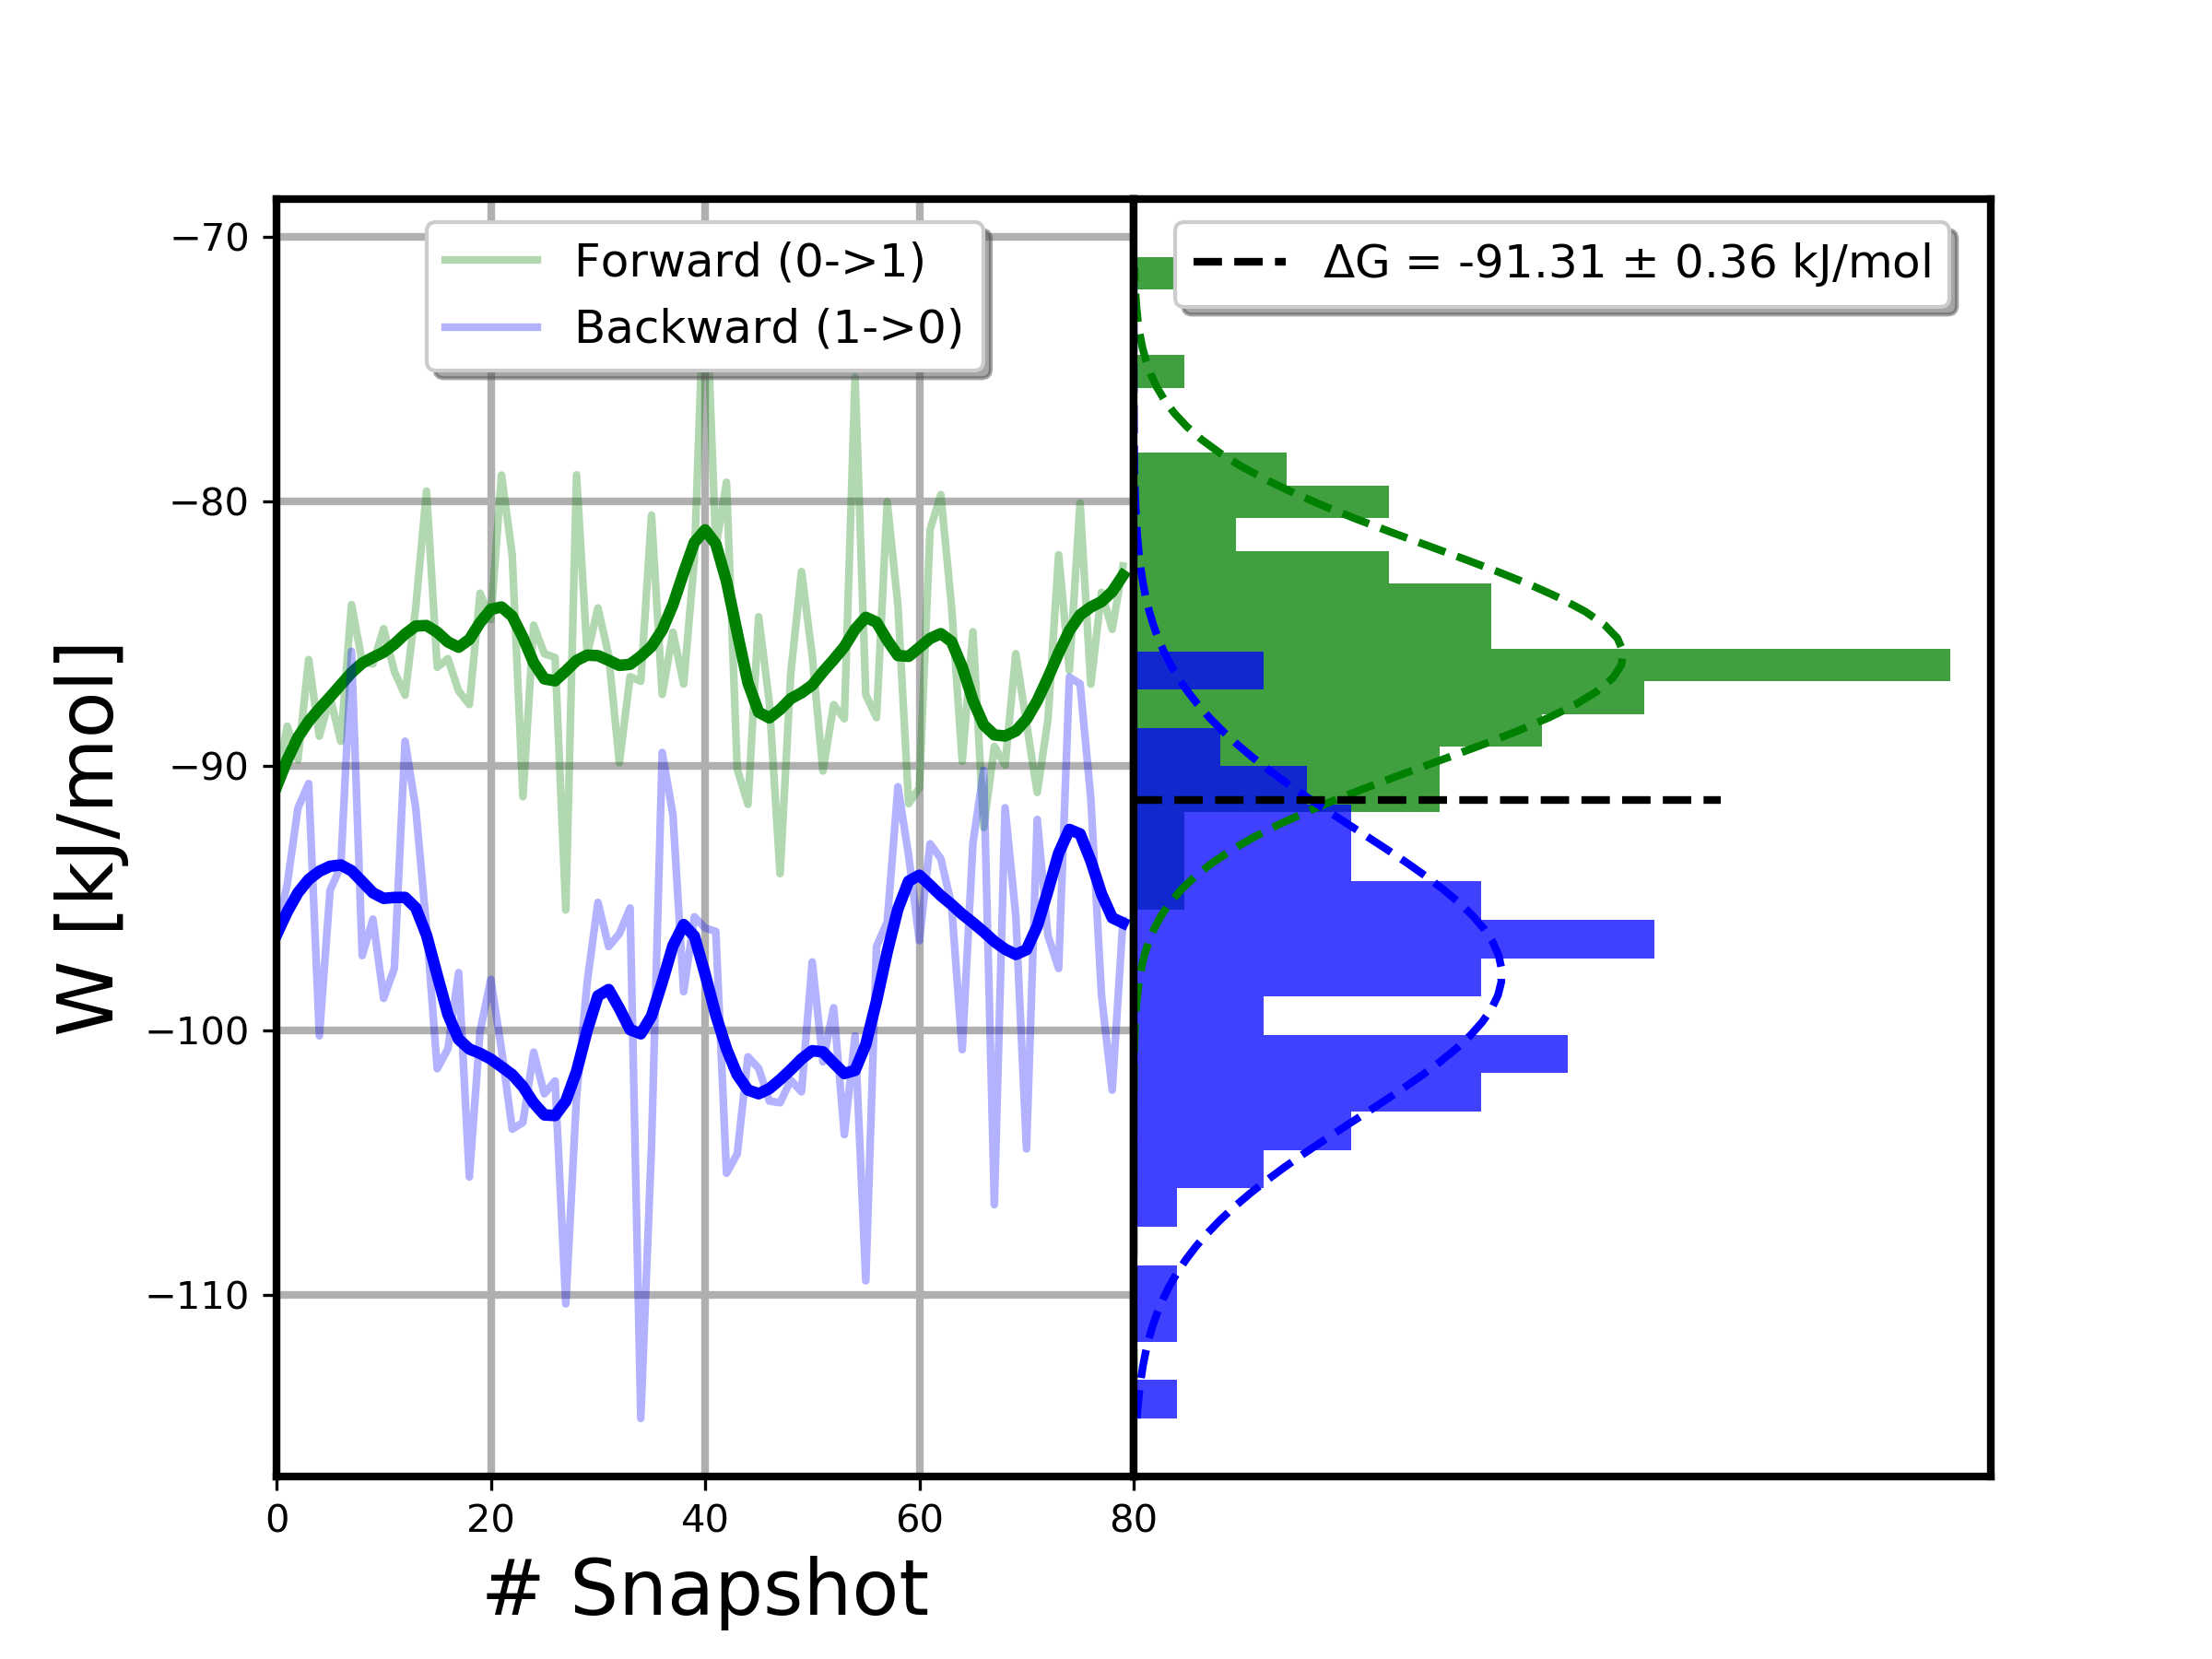 −70
−80
−90
−100
−110
W [kJ/mol]
Forward (0->1)
Backward (1->0)
ΔG = -91.31 ± 0.36 kJ/mol
0 20 40 60 80
# Snapshot